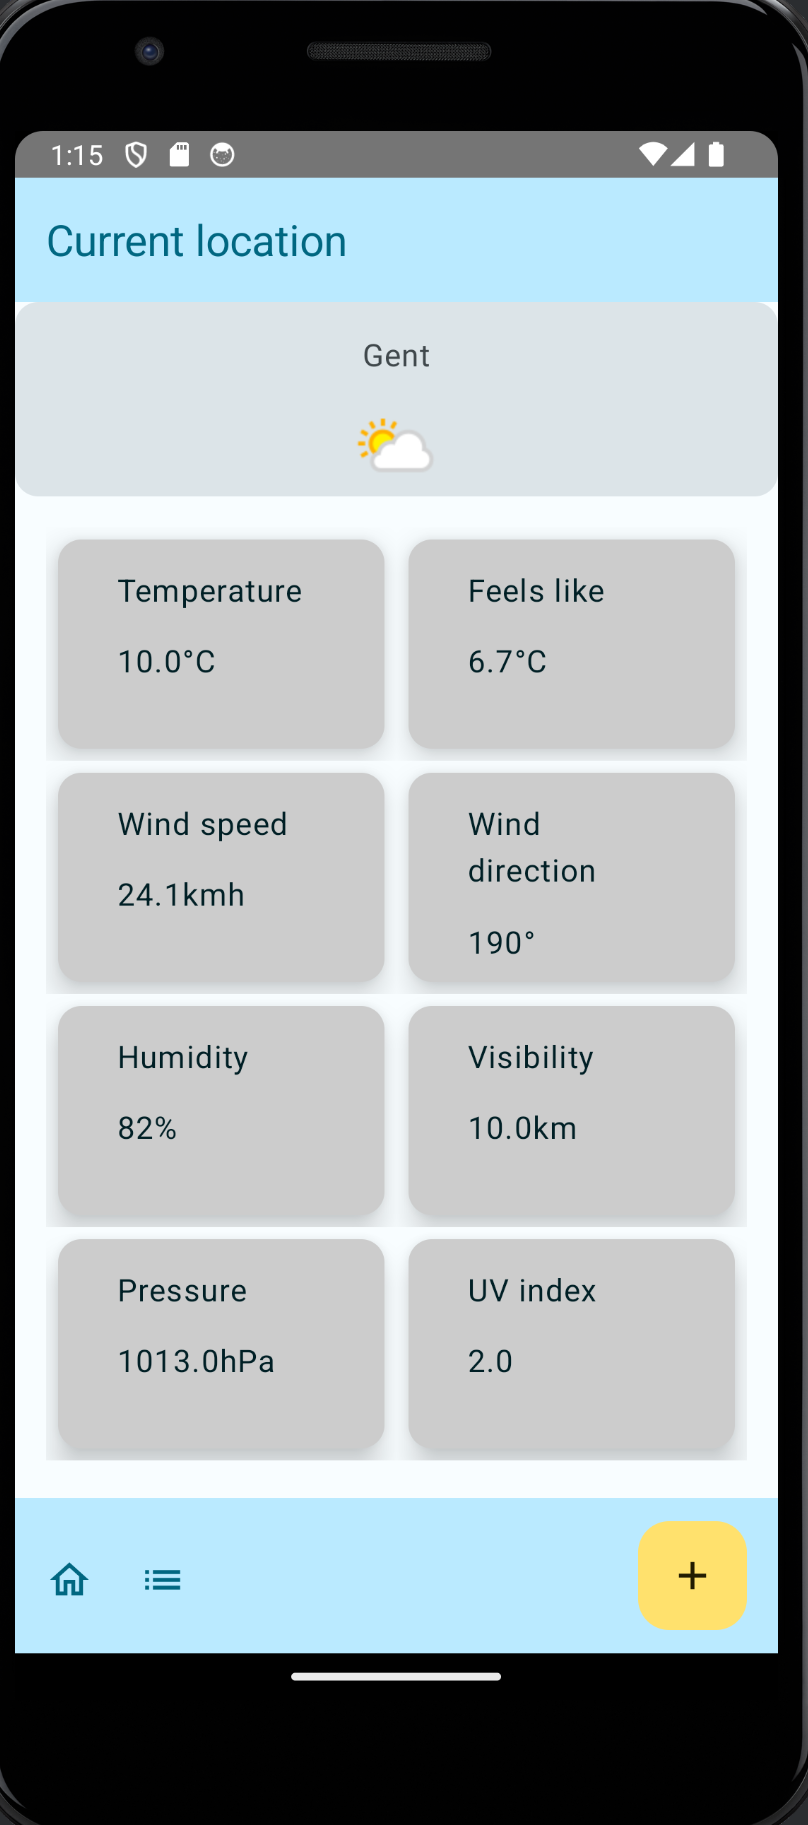 1:15
Current location
Gent
Temperature
10.0°C
Feels like
6.7°C
Wind speed
24.1kmh
Wind
direction
190°
Humidity
82%
Visibility
10.0km
Pressure
1013.0hPa
UV index
2.0